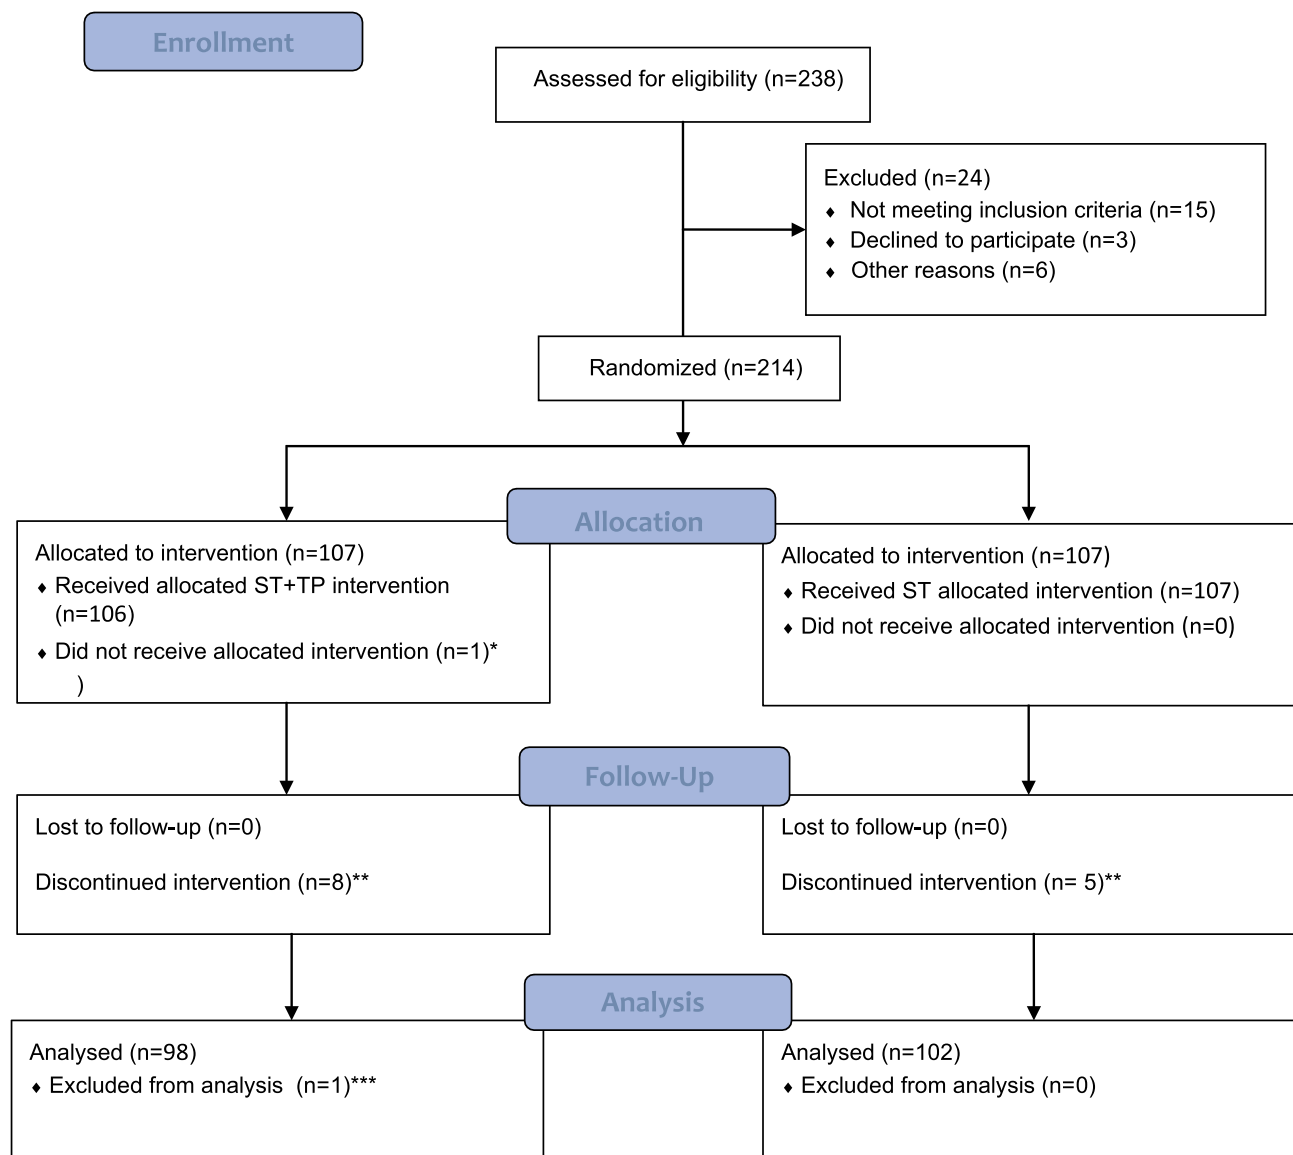 Enrollment
Assessed for eligibility (n=238)
Excluded (n=24)
♦ Not meeting inclusion criteria (n=15)
♦ Declined to participate (n=3)
♦ Other reasons (n=6)
Randomized (n=214)
Allocation
Allocated to intervention (n=107)
♦ Received allocated ST+TP intervention
(n=106)
♦ Did not receive allocated intervention (n=1)*
)
Allocated to intervention (n=107)
♦ Received ST allocated intervention (n=107)
♦ Did not receive allocated intervention (n=0)
Follow-Up
Lost to follow-up (n=0)
Discontinued intervention (n=8)**
Lost to follow-up (n=0)
Discontinued intervention (n= 5)**
Analysis
Analysed (n=98)
♦ Excluded from analysis (n=1)***
Analysed (n=102)
♦ Excluded from analysis (n=0)